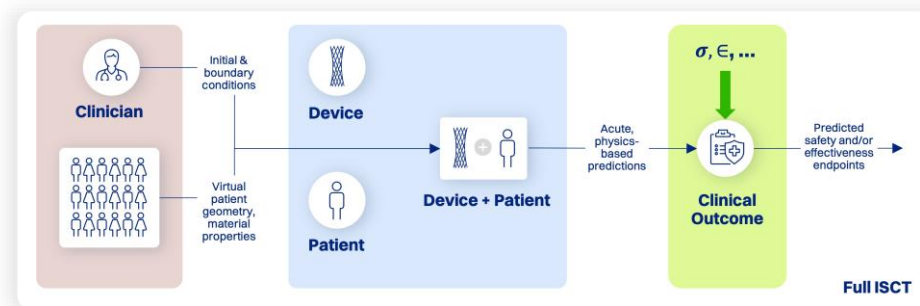 Clinician
Initial &
boundary
conditions
Virtual
patient
geometry,
material
properties
Device
Patient
Device + Patient
Acute,
physics-
based
predictions
σ, ∈, ...
Clinical
Outcome
Predicted
safety and/or
effectiveness
endpoints
Full ISCT